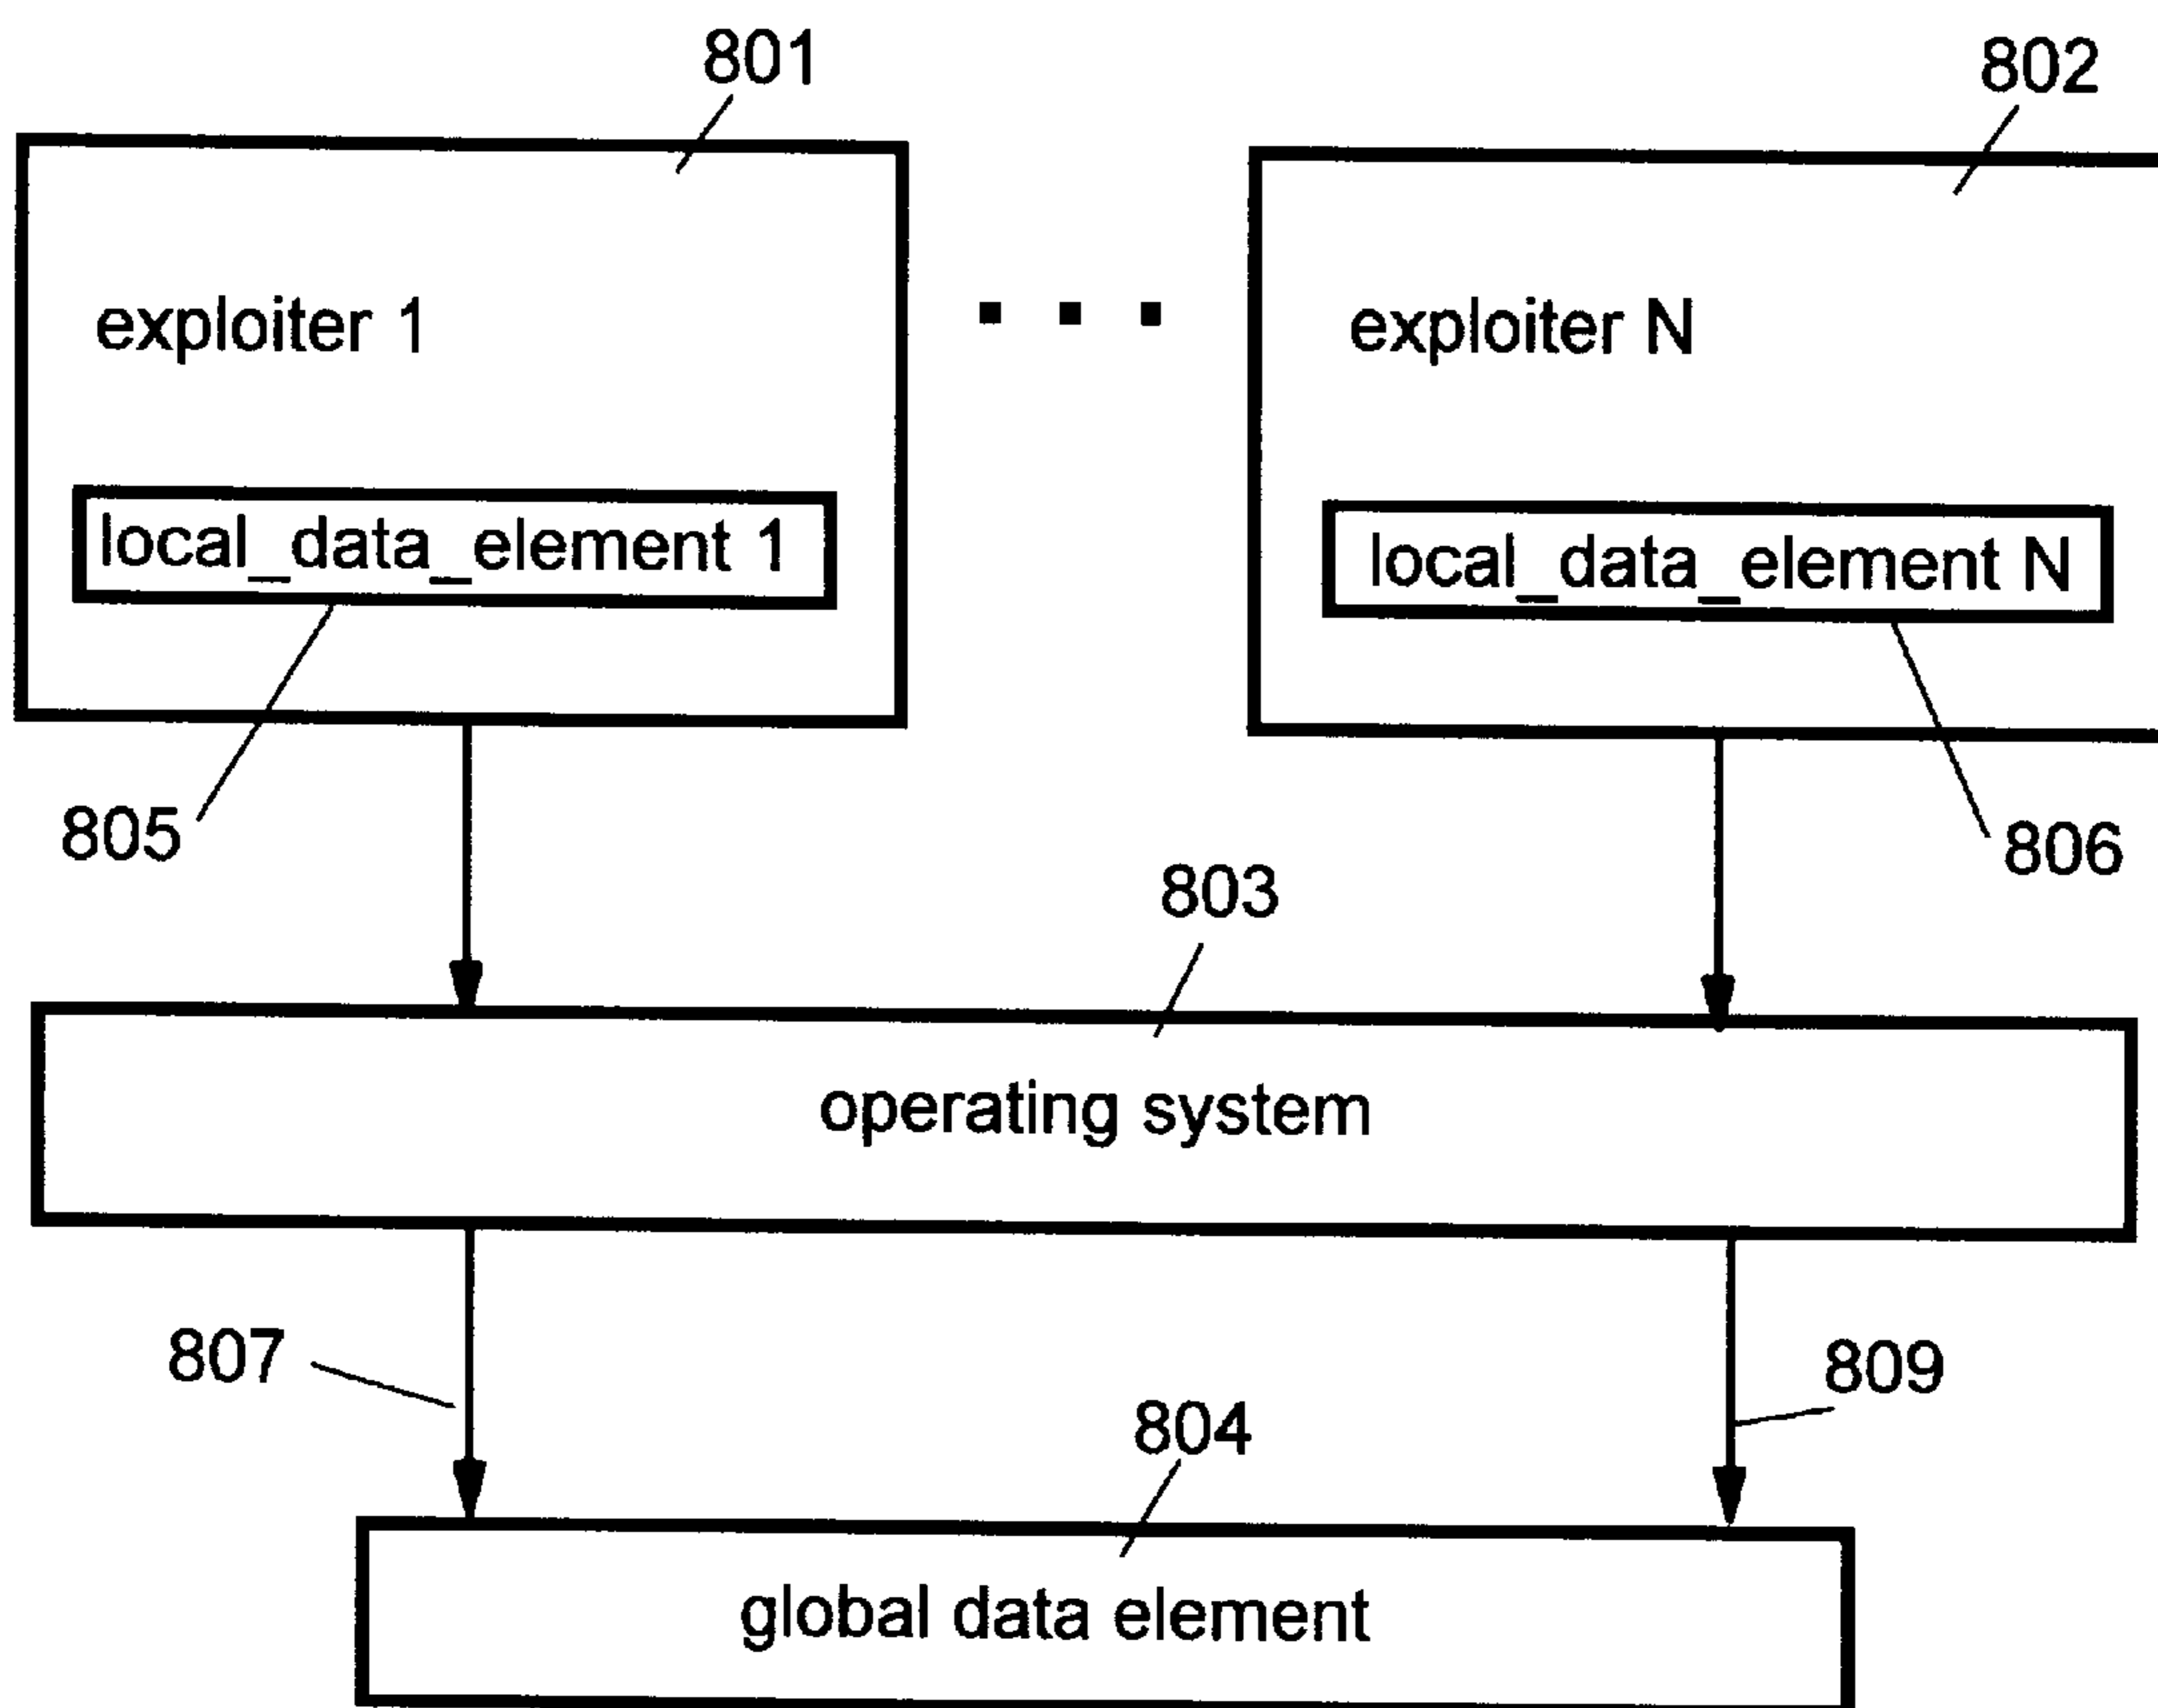 801
802
exploiter 1
exploiter N
local_data_element 1
local_data_element N
805
806
803
operating system
807
809
804
global data element